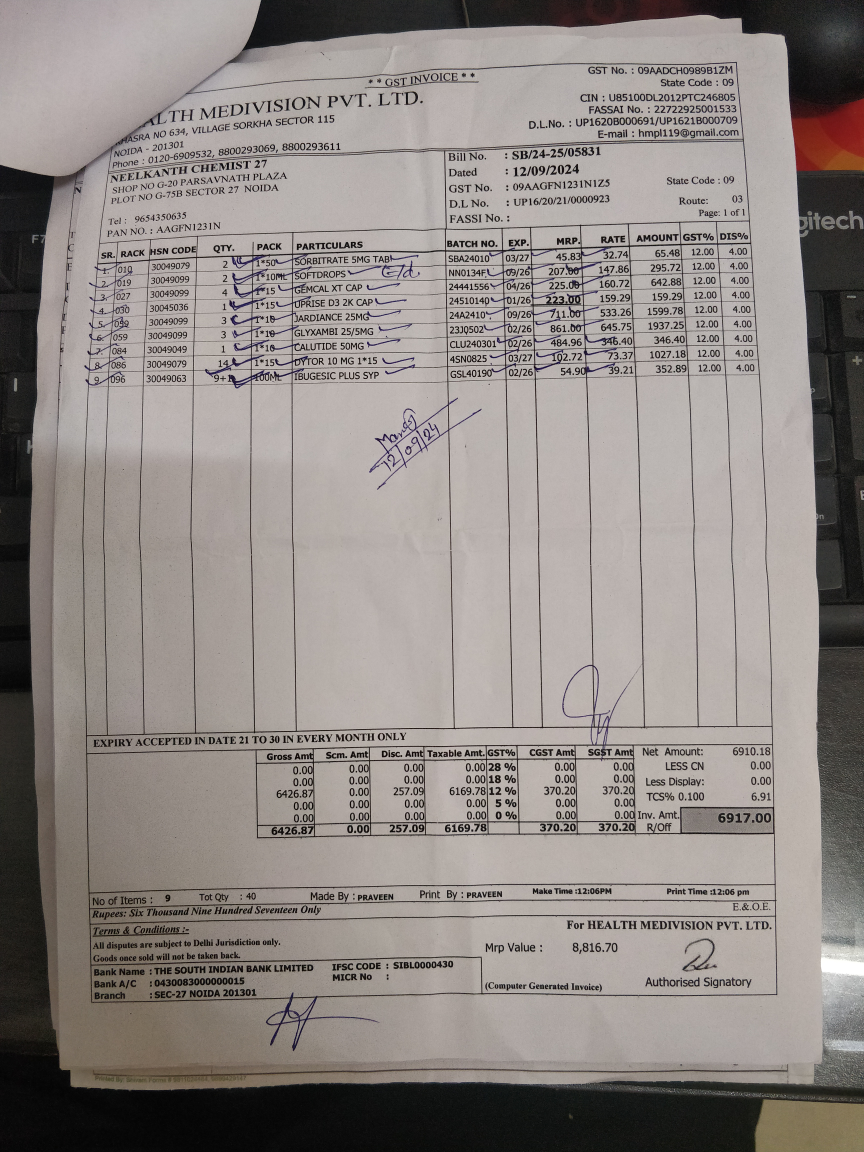 * * GST INVOICE * *
GST No. : 09AADCH0989B1ZM
State Code : 09
EALTH MEDIVISION PVT. LTD.
CIN : U85100DL2012PTC246805
KHASRA NO 634, VILLAGE SORKHA SECTOR 115
FASSAI No. : 22722925001533
NOIDA - 201301
D.L.No. : UP1620B000691/UP1621B000709
Phone : 0120-6909532, 8800293069, 8800293611
E-mail : hmpl119@gmail.com
NEELKANTH CHEMIST 27
SHOP NO G-20 PARSAVNATH PLAZA
PLOT NO G-75B SECTOR 27 NOIDA
Tel : 9654350635
PAN NO. : AAGFN1231N
Bill No. : SB/24-25/05831
Dated : 12/09/2024
GST No. : 09AAGFN1231N1Z5 State Code : 09
D.L No. : UP16/20/21/0000923 Route: 03
FASSI No. : Page: 1 of 1
SR. RACK HSN CODE QTY. PACK PARTICULARS BATCH NO. EXP. MRP. RATE AMOUNT GST% DIS%
1. 010 30049079 2 1*50 SORBITRATE 5MG TABL SBA24010 03/27 45.83 32.74 65.48 12.00 4.00
2. 019 30049099 2 1*10ML SOFTDROPS E/d. NN0134F 09/26 207.00 147.86 295.72 12.00 4.00
3. 027 30049099 4 1*15 GEMCAL XT CAP 24441556 04/26 225.00 160.72 642.88 12.00 4.00
4. 030 30045036 1 1*15 UPRISE D3 2K CAP 24510140 01/26 223.00 159.29 159.29 12.00 4.00
5. 059 30049099 3 1*10 JARDIANCE 25MG 24A2410 09/26 711.00 533.26 1599.78 12.00 4.00
6. 059 30049099 3 1*10 GLYXAMBI 25/5MG 23J0502 02/26 861.00 645.75 1937.25 12.00 4.00
7. 084 30049049 1 1*10 CALUTIDE 50MG CLU240301 02/26 484.96 346.40 346.40 12.00 4.00
8. 086 30049079 14 1*15 DYTOR 10 MG 1*15 4SN0825 03/27 102.72 73.37 1027.18 12.00 4.00
9. 096 30049063 9+1 100ML IBUGESIC PLUS SYP GSL40190 02/26 54.90 39.21 352.89 12.00 4.00
12/09/24
EXPIRY ACCEPTED IN DATE 21 TO 30 IN EVERY MONTH ONLY
Gross Amt Scm. Amt Disc. Amt Taxable Amt. GST% CGST Amt SGST Amt
0.00 0.00 0.00 0.00 28 % 0.00 0.00
0.00 0.00 0.00 0.00 18 % 0.00 0.00
6426.87 0.00 257.09 6169.78 12 % 370.20 370.20
0.00 0.00 0.00 0.00 5 % 0.00 0.00
0.00 0.00 0.00 0.00 0 % 0.00 0.00
6426.87 0.00 257.09 6169.78 370.20 370.20
Net Amount: 6910.18
LESS CN 0.00
Less Display: 0.00
TCS% 0.100 6.91
Inv. Amt. 6917.00
R/Off
No of Items : 9 Tot Qty : 40 Made By : PRAVEEN Print By : PRAVEEN Make Time :12:06PM Print Time :12:06 pm
Rupees: Six Thousand Nine Hundred Seventeen Only E.& O.E.
Terms & Conditions :-
All disputes are subject to Delhi Jurisdiction only.
Goods once sold will not be taken back.
Bank Name : THE SOUTH INDIAN BANK LIMITED IFSC CODE : SIBL0000430
Bank A/C : 0430083000000015 MICR No :
Branch : SEC-27 NOIDA 201301
For HEALTH MEDIVISION PVT. LTD.
Mrp Value : 8,816.70
(Computer Generated Invoice) Authorised Signatory
gitech